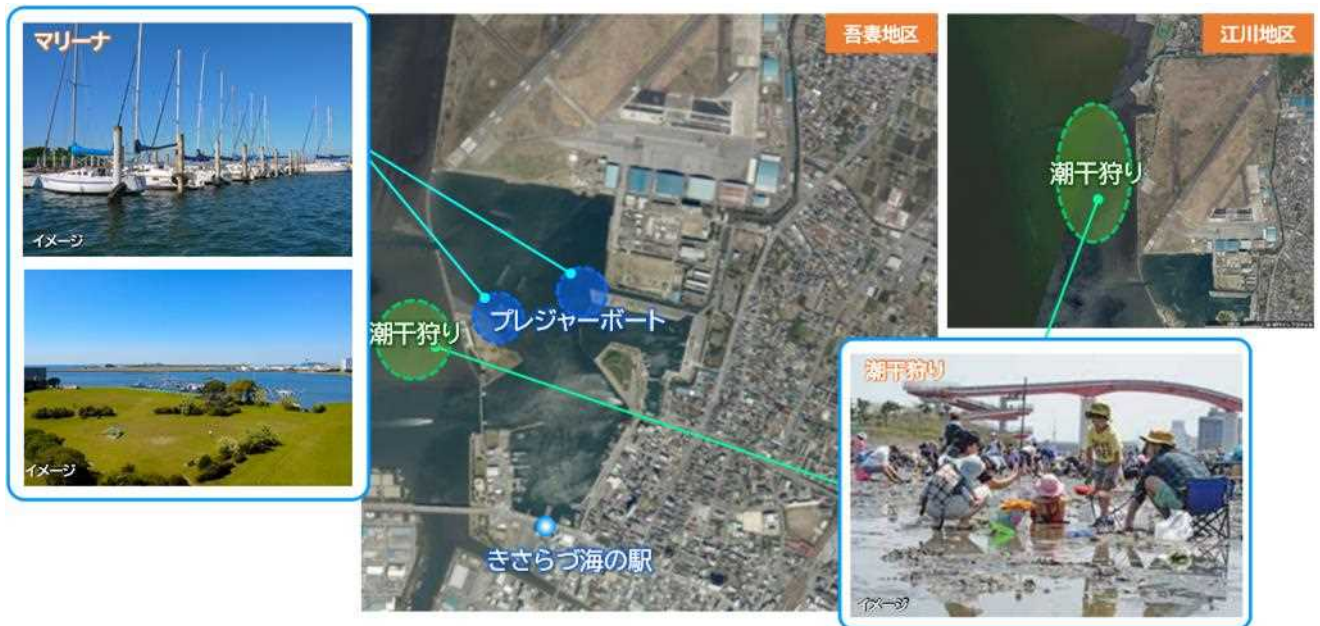 マリーナ
イメージ
イメージ
吾妻地区
潮干狩り
プレジャーボート
きさらづ海の駅
江川地区
潮干狩り
潮干狩り
イメージ